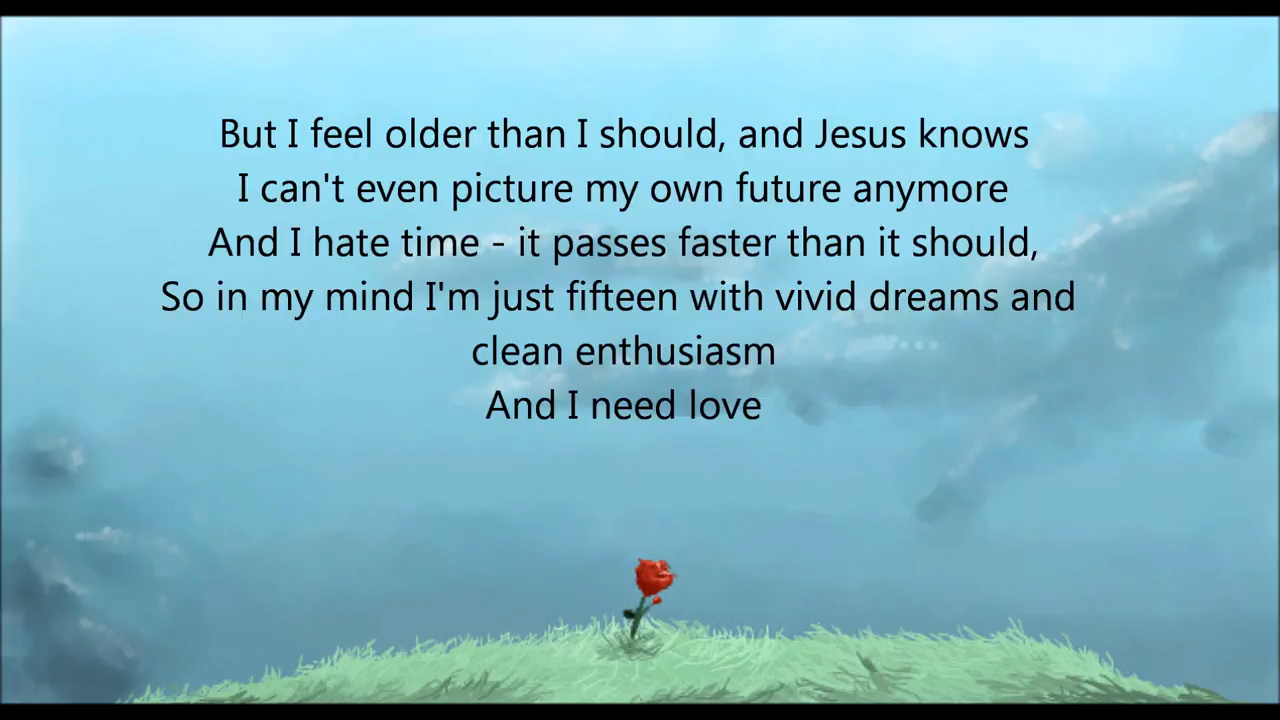 But I feel older than I should, and Jesus knows
I can't even picture my own future anymore
And I hate time - it passes faster than it should,
So in my mind I'm just fifteen with vivid dreams and
clean enthusiasm
And I need love